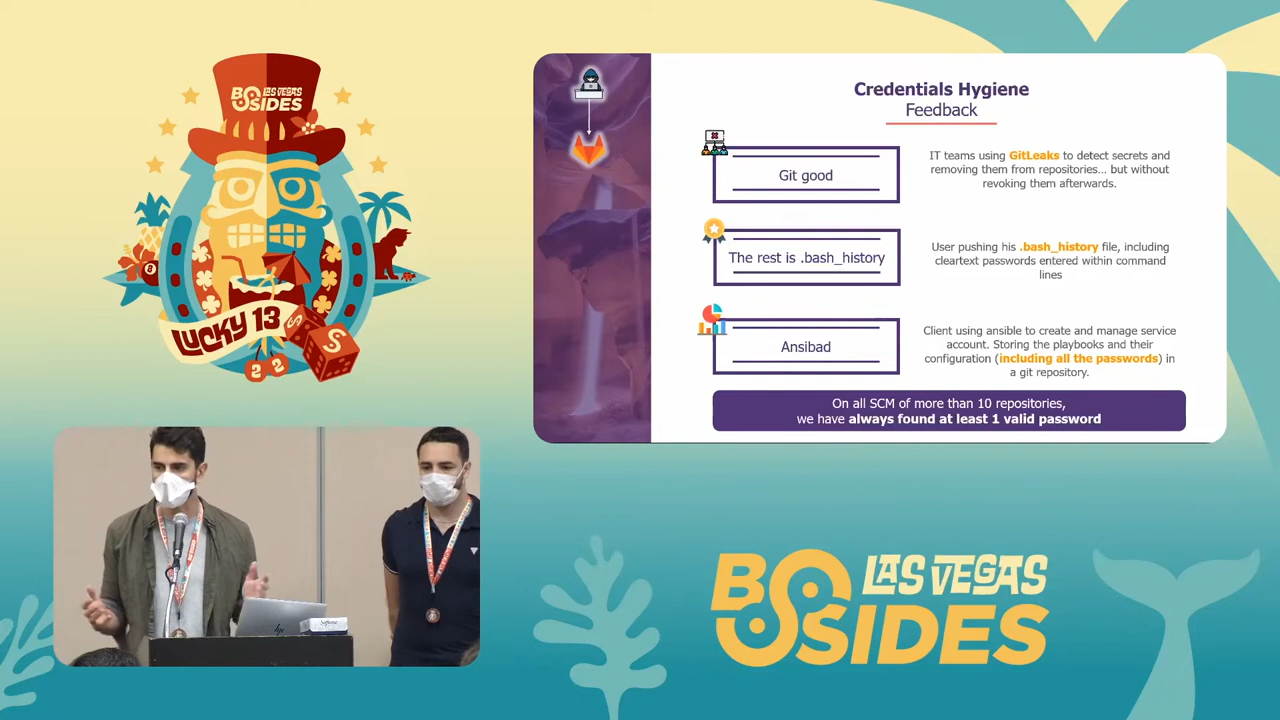 BSIDES
LAS VEGAS
LUCKY 13
S
S
22
8
Credentials Hygiene
Feedback
Git good
IT teams using GitLeaks to detect secrets and
removing them from repositories... but without
revoking them afterwards.
The rest is .bash_history
User pushing his .bash_history file, including
cleartext passwords entered within command
lines
Ansibad
Client using ansible to create and manage service
account. Storing the playbooks and their
configuration (including all the passwords) in
a git repository.
On all SCM of more than 10 repositories,
we have always found at least 1 valid password
hp
BSIDES
LAS VEGAS